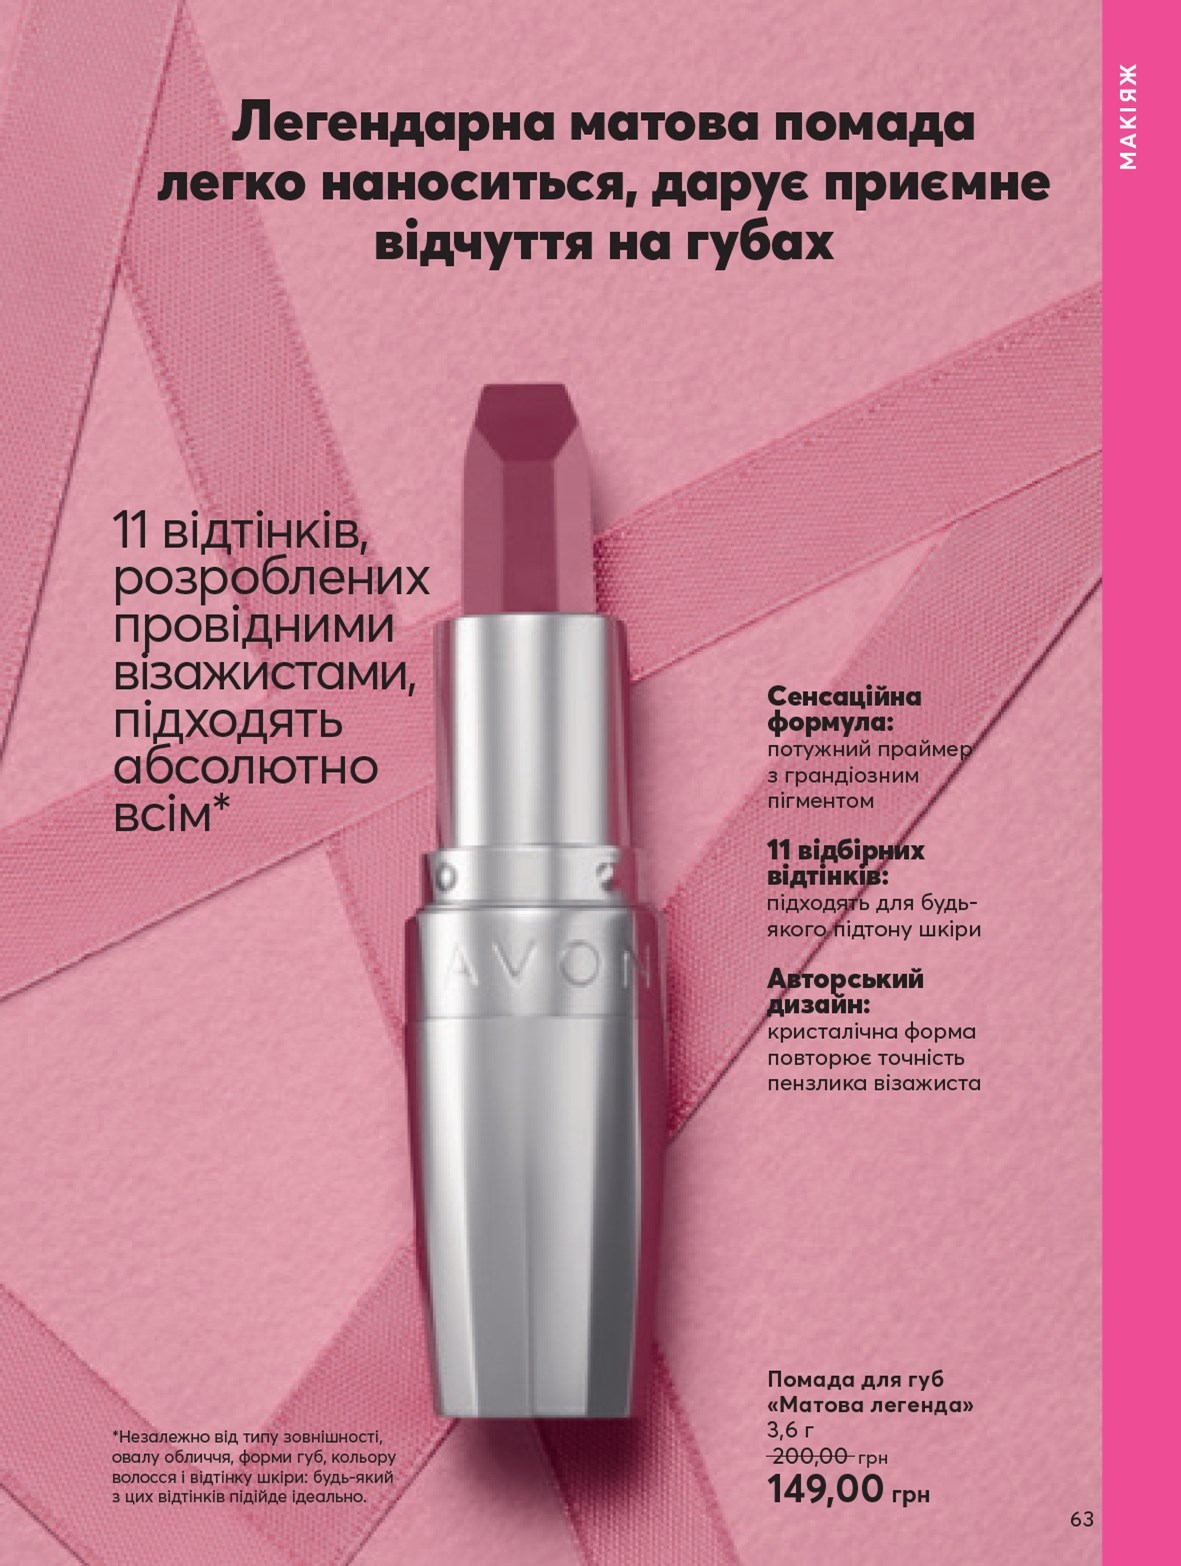 МАКІЯЖ
Легендарна матова помада
легко наноситься, дарує приємне
відчуття на губах
11 відтінків,
розроблених
провідними
візажистами,
підходять
абсолютно
всім*
Сенсаційна
формула:
потужний праймер
з грандіозним
пігментом
11 відбірних
відтінків:
підходять для будь-
якого підтону шкіри
Авторський
дизайн:
кристалічна форма
повторює точність
пензлика візажиста
AVON
Помада для губ
«Матова легенда»
3,6 г
200,00 грн
149,00 грн
*Незалежно від типу зовнішності,
овалу обличчя, форми губ, кольору
волосся і відтінку шкіри: будь-який
з цих відтінків підійде ідеально.
63